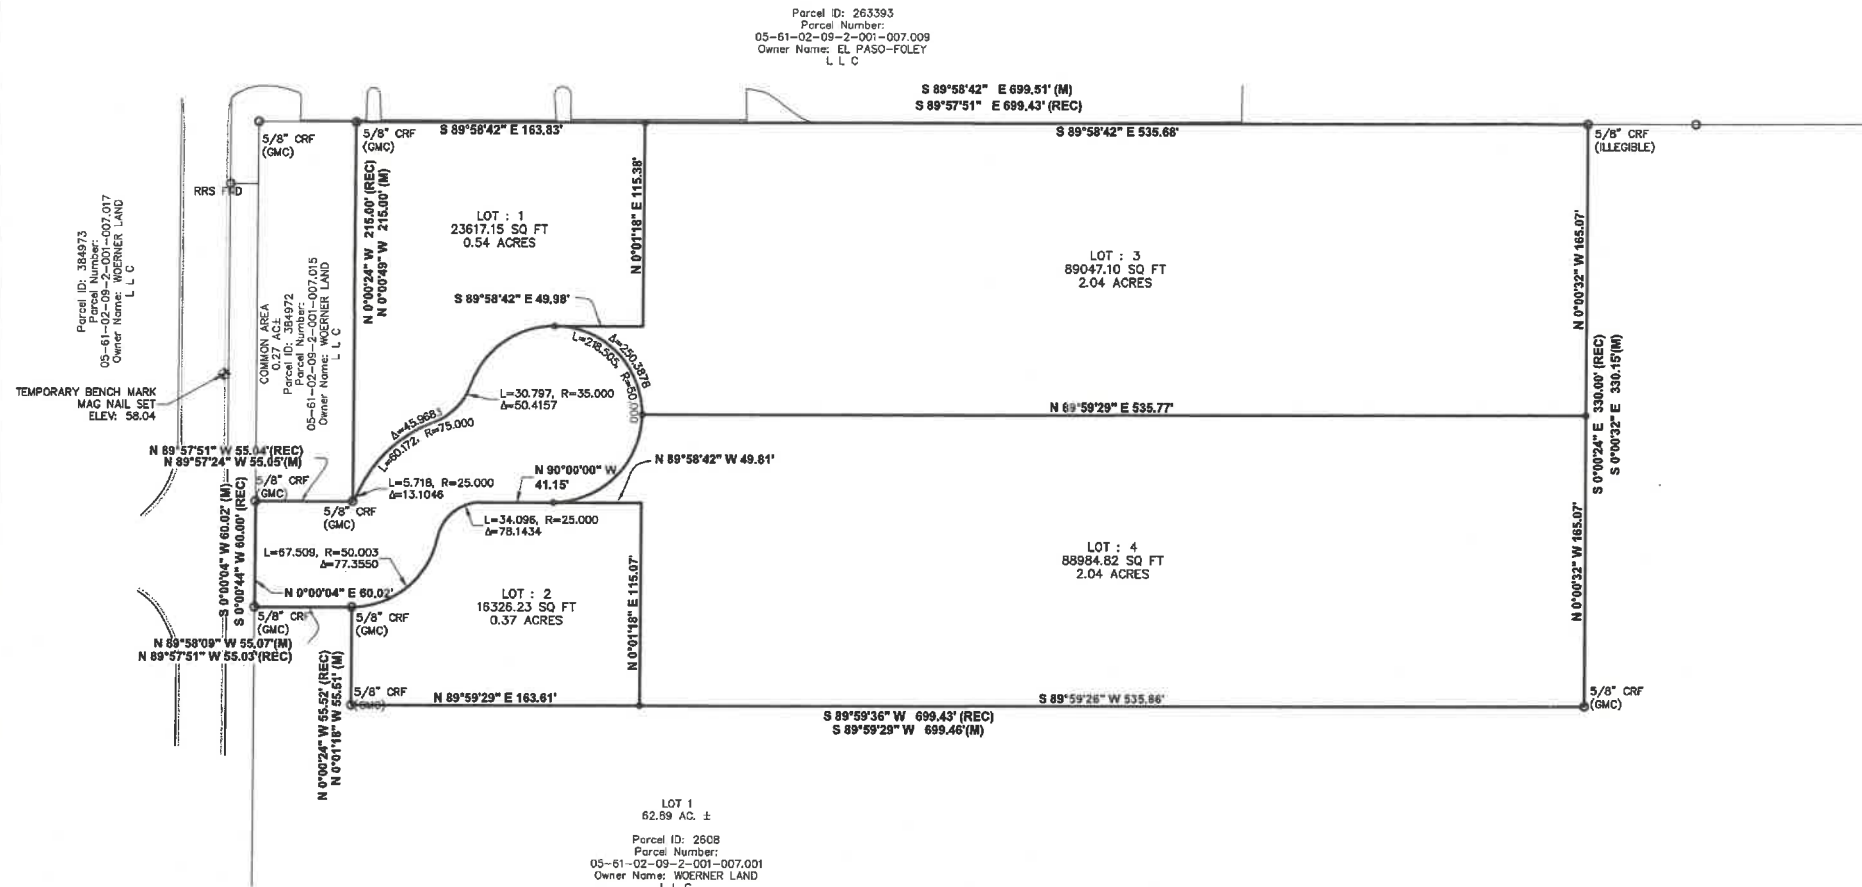 Parcel ID: 263393
Parcel Number:
05-61-02-09-2-001-007.009
Owner Name: EL PASO-FOLEY
L L C
S 89°58'42" E 699.51' (M)
S 89°57'51" E 699.43' (REC)
5/8" CRF
(GMC)
5/8" CRF
(GMC)
S 89°58'42" E 163.83'
S 89°58'42" E 535.68'
5/8" CRF
(ILLEGIBLE)
RRS FND
Parcel ID: 384973
Parcel Number:
05-61-02-09-2-001-007.017
Owner Name: WOERNER LAND
L L C
COMMON AREA
0.27 AC±
Parcel ID: 384972
Parcel Number:
05-61-02-09-2-001-007.015
Owner Name: WOERNER LAND
L L C
N 0°00'24" W 215.00' (REC)
N 0°00'49" W 215.00' (M)
LOT : 1
23617.15 SQ FT
0.54 ACRES
N 0°01'18" E 115.38'
LOT : 3
89047.10 SQ FT
2.04 ACRES
N 0°00'32" W 165.07'
S 89°58'42" E 49.98'
Δ=250.3878
L=218.505, R=50.000
L=30.797, R=35.000
Δ=50.4157
Δ=45.9683
L=60.172, R=75.000
TEMPORARY BENCH MARK
MAG NAIL SET
ELEV: 58.04
N 89°59'29" E 535.77'
S 0°00'24" E 330.00' (REC)
S 0°00'32" E 330.15'(M)
N 89°57'51" W 55.04'(REC)
N 89°57'24" W 55.05'(M)
5/8" CRF
(GMC)
N 89°58'42" W 49.81'
N 90°00'00" W
41.15'
L=5.718, R=25.000
Δ=13.1046
5/8" CRF
(GMC)
L=34.096, R=25.000
Δ=78.1434
S 0°00'04" W 60.02' (M)
S 0°00'44" W 60.00' (REC)
L=67.509, R=50.003
Δ=77.3550
N 0°00'04" E 60.02'
LOT : 4
88984.82 SQ FT
2.04 ACRES
N 0°00'32" W 165.07'
LOT : 2
16326.23 SQ FT
0.37 ACRES
N 0°01'18" E 115.07'
5/8" CRF
(GMC)
5/8" CRF
(GMC)
N 89°58'09" W 55.07'(M)
N 89°57'51" W 55.03'(REC)
N 0°00'24" W 55.52' (REC)
N 0°01'18" W 55.51' (M)
5/8" CRF
(GMC)
N 89°59'29" E 163.61'
S 89°59'26" W 535.86'
5/8" CRF
(GMC)
S 89°59'36" W 699.43' (REC)
S 89°59'29" W 699.46'(M)
LOT 1
62.89 AC. ±
Parcel ID: 2608
Parcel Number:
05-61-02-09-2-001-007.001
Owner Name: WOERNER LAND
L L C